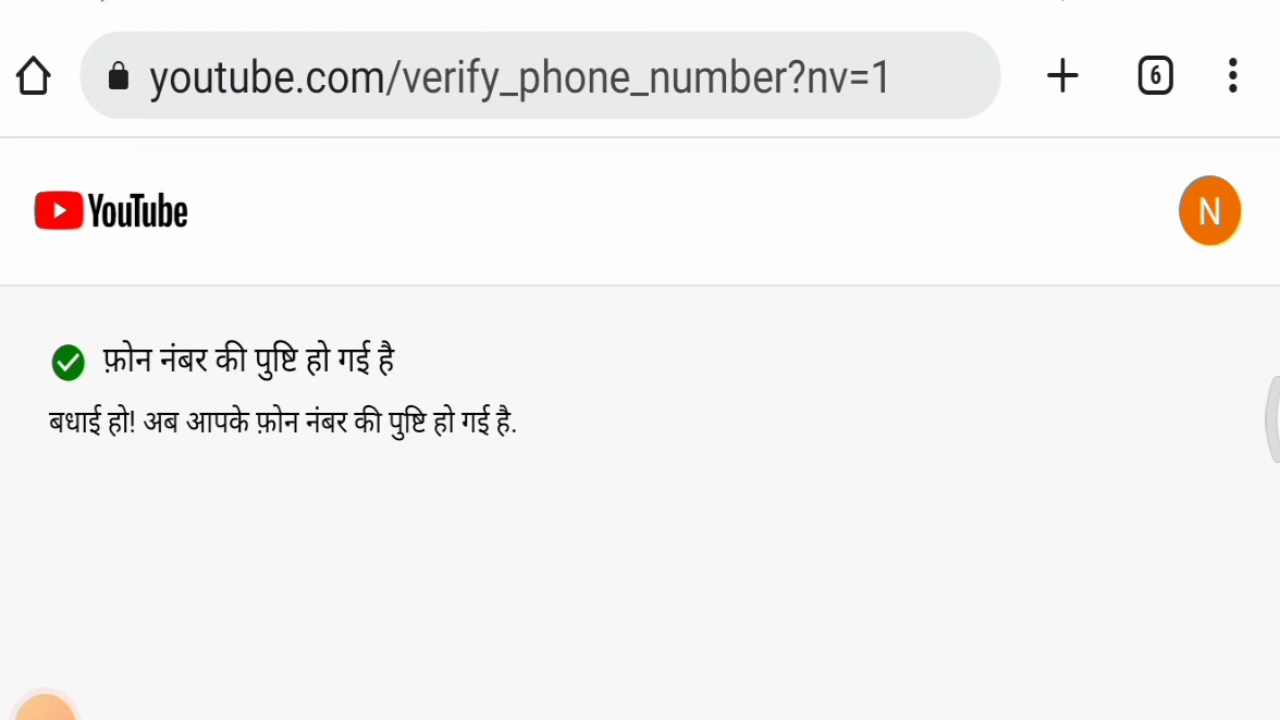 youtube.com/verify_phone_number?nv=1
6
YouTube
N
फ़ोन नंबर की पुष्टि हो गई है
बधाई हो! अब आपके फ़ोन नंबर की पुष्टि हो गई है.